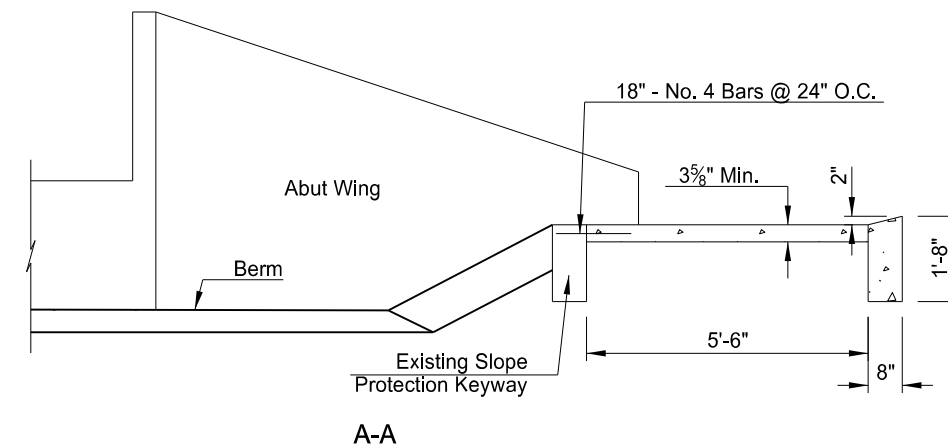 18" - No. 4 Bars @ 24" O.C.
3⅝" Min.
2"
Abut Wing
1'-8"
Berm
5'-6"
Existing Slope
Protection Keyway
8"
A-A